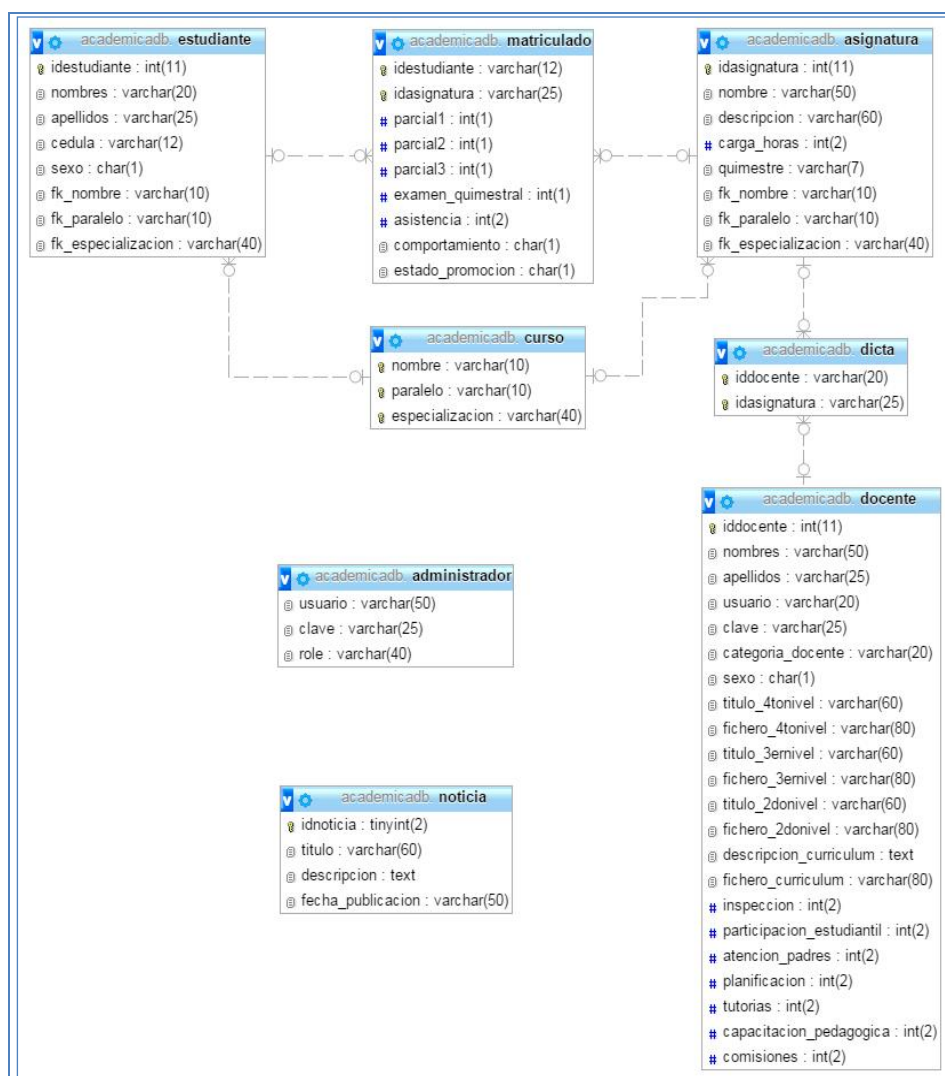 academicadb. estudiante
idestudiante : int(11)
nombres : varchar(20)
apellidos : varchar(25)
cedula : varchar(12)
sexo : char(1)
fk_nombre : varchar(10)
fk_paralelo : varchar(10)
fk_especializacion : varchar(40)
academicadb. matriculado
idestudiante : varchar(12)
idasignatura : varchar(25)
parcial1 : int(1)
parcial2 : int(1)
parcial3 : int(1)
examen_quimestral : int(1)
asistencia : int(2)
comportamiento : char(1)
estado_promocion : char(1)
academicadb. asignatura
idasignatura : int(11)
nombre : varchar(50)
descripcion : varchar(60)
carga_horas : int(2)
quimestre : varchar(7)
fk_nombre : varchar(10)
fk_paralelo : varchar(10)
fk_especializacion : varchar(40)
academicadb. curso
nombre : varchar(10)
paralelo : varchar(10)
especializacion : varchar(40)
academicadb. dicta
iddocente : varchar(20)
idasignatura : varchar(25)
academicadb. docente
iddocente : int(11)
nombres : varchar(50)
apellidos : varchar(25)
usuario : varchar(20)
clave : varchar(25)
categoria_docente : varchar(20)
sexo : char(1)
titulo_4tonivel : varchar(60)
fichero_4tonivel : varchar(80)
titulo_3ernivel : varchar(60)
fichero_3ernivel : varchar(80)
titulo_2donivel : varchar(60)
fichero_2donivel : varchar(80)
descripcion_curriculum : text
fichero_curriculum : varchar(80)
inspeccion : int(2)
participacion_estudiantil : int(2)
atencion_padres : int(2)
planificacion : int(2)
tutorias : int(2)
capacitacion_pedagogica : int(2)
comisiones : int(2)
academicadb. administrador
usuario : varchar(50)
clave : varchar(25)
role : varchar(40)
academicadb. noticia
idnoticia : tinyint(2)
titulo : varchar(60)
descripcion : text
fecha_publicacion : varchar(50)